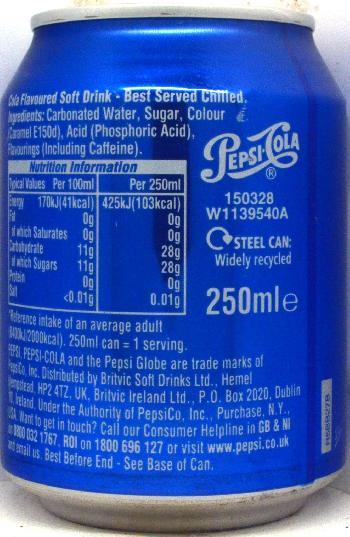 Cola Flavoured Soft Drink - Best Served Chilled.
Ingredients: Carbonated Water, Sugar, Colour
(Caramel E150d), Acid (Phosphoric Acid),
Flavourings (Including Caffeine).
Nutrition Information
Typical Values Per 100ml Per 250ml
Energy 170kJ(41kcal) 425kJ(103kcal)
Fat 0g 0g
of which Saturates 0g 0g
Carbohydrate 11g 28g
of which Sugars 11g 28g
Protein 0g 0g
Salt <0.01g 0.01g
*Reference intake of an average adult
(8400kJ/2000kcal). 250ml can = 1 serving.
PEPSI, PEPSI-COLA and the Pepsi Globe are trade marks of
PepsiCo, Inc. Distributed by Britvic Soft Drinks Ltd., Hemel
Hempstead, HP2 4TZ, UK, Britvic Ireland Ltd., P.O. Box 2020, Dublin
Ireland. Under the Authority of PepsiCo, Inc., Purchase, N.Y.,
USA. Want to get in touch? Call our Consumer Helpline in GB & NI
on 0800 032 1767. ROI on 1800 696 127 or visit www.pepsi.co.uk
and email us. Best Before End - See Base of Can.
PEPSI-COLA
®
150328
W1139540A
STEEL CAN:
Widely recycled
250ml e